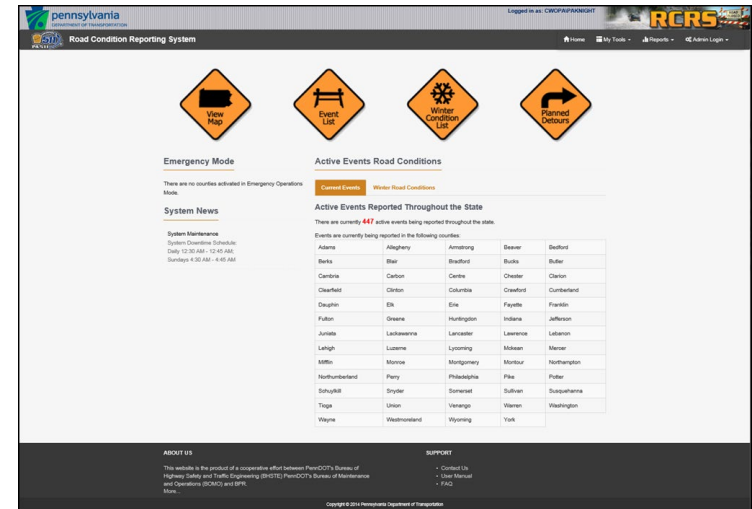 pennsylvania
DEPARTMENT OF TRANSPORTATION
Logged in as: CWOPA\PAKNIGHT
RCRS
511
PA
Road Condition Reporting System
Home My Tools Reports Admin Login
View Map
Event List
Winter Condition List
Planned Detours
Emergency Mode
There are no counties activated in Emergency Operations
Mode.
System News
System Maintenance
System Downtime Schedule:
Daily 12:30 AM - 12:45 AM;
Sundays 4:30 AM - 4:45 AM
Active Events Road Conditions
Current Events Winter Road Conditions
Active Events Reported Throughout the State
There are currently 447 active events being reported throughout the state.
Events are currently being reported in the following counties:
Adams Allegheny Armstrong Beaver Bedford
Berks Blair Bradford Bucks Butler
Cambria Carbon Centre Chester Clarion
Clearfield Clinton Columbia Crawford Cumberland
Dauphin Elk Erie Fayette Franklin
Fulton Greene Huntingdon Indiana Jefferson
Juniata Lackawanna Lancaster Lawrence Lebanon
Lehigh Luzerne Lycoming Mckean Mercer
Mifflin Monroe Montgomery Montour Northampton
Northumberland Perry Philadelphia Pike Potter
Schuylkill Snyder Somerset Sullivan Susquehanna
Tioga Union Venango Warren Washington
Wayne Westmoreland Wyoming York
ABOUT US
This website is the product of a cooperative effort between PennDOT's Bureau of
Highway Safety and Traffic Engineering (BHSTE) PennDOT's Bureau of Maintenance
and Operations (BOMO) and BPR.
More...
SUPPORT
Contact Us
User Manual
FAQ
Copyright © 2014 Pennsylvania Department of Transportation